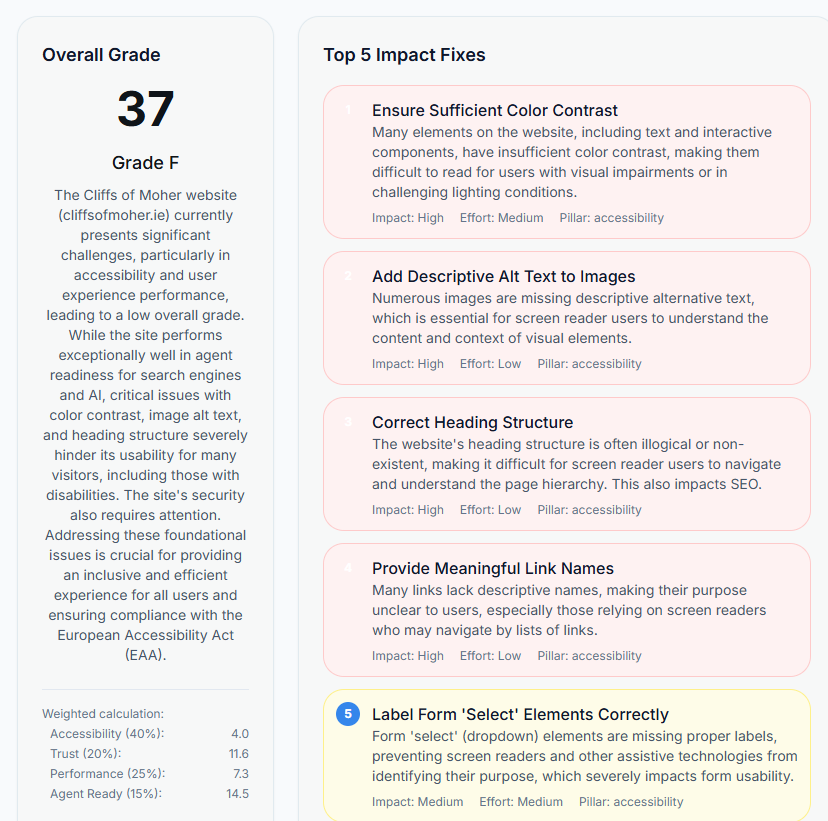 Overall Grade
37
Grade F
The Cliffs of Moher website
(cliffsofmoher.ie) currently
presents significant
challenges, particularly in
accessibility and user
experience performance,
leading to a low overall grade.
While the site performs
exceptionally well in agent
readiness for search engines
and AI, critical issues with
color contrast, image alt text,
and heading structure severely
hinder its usability for many
visitors, including those with
disabilities. The site's security
also requires attention.
Addressing these foundational
issues is crucial for providing
an inclusive and efficient
experience for all users and
ensuring compliance with the
European Accessibility Act
(EAA).
Weighted calculation:
Accessibility (40%): 4.0
Trust (20%): 11.6
Performance (25%): 7.3
Agent Ready (15%): 14.5
Top 5 Impact Fixes
1 Ensure Sufficient Color Contrast
Many elements on the website, including text and interactive
components, have insufficient color contrast, making them
difficult to read for users with visual impairments or in
challenging lighting conditions.
Impact: High Effort: Medium Pillar: accessibility
2 Add Descriptive Alt Text to Images
Numerous images are missing descriptive alternative text,
which is essential for screen reader users to understand the
content and context of visual elements.
Impact: High Effort: Low Pillar: accessibility
3 Correct Heading Structure
The website's heading structure is often illogical or non-
existent, making it difficult for screen reader users to navigate
and understand the page hierarchy. This also impacts SEO.
Impact: High Effort: Low Pillar: accessibility
4 Provide Meaningful Link Names
Many links lack descriptive names, making their purpose
unclear to users, especially those relying on screen readers
who may navigate by lists of links.
Impact: High Effort: Low Pillar: accessibility
5 Label Form 'Select' Elements Correctly
Form 'select' (dropdown) elements are missing proper labels,
preventing screen readers and other assistive technologies from
identifying their purpose, which severely impacts form usability.
Impact: Medium Effort: Medium Pillar: accessibility